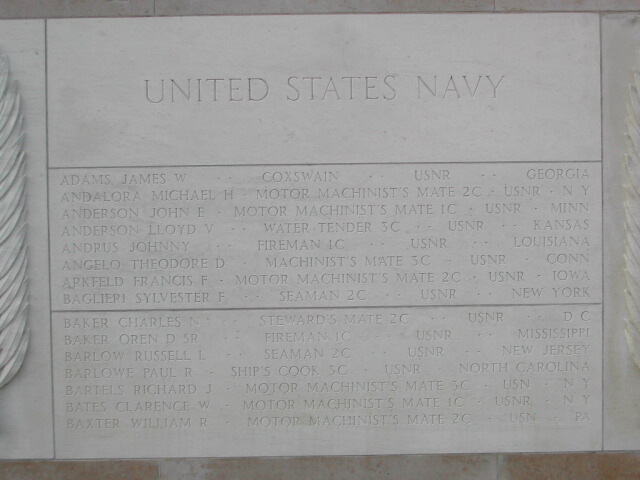 UNITED STATES NAVY
ADAMS, JAMES W · · COXSWAIN · · USNR · · GEORGIA
ANDALORA MICHAEL H · MOTOR MACHINIST'S MATE 2C · USNR · N Y
ANDERSON JOHN E · MOTOR MACHINIST'S MATE 1C · USNR · MINN
ANDERSON LLOYD V · · WATER TENDER 3C · · USNR · · KANSAS
ANDRUS JOHNNY · · FIREMAN 1C · · USNR · · LOUISIANA
ANGELO THEODORE D · MACHINIST'S MATE 3C · USNR · CONN
APKFELD FRANCIS F · MOTOR MACHINIST'S MATE 2C · USNR · IOWA
BAGLIERI SYLVESTER F · · SEAMAN 2C · · USNR · · NEW YORK
BAKER CHARLES N · · STEWARD'S MATE 2C · · USNR · · D C
BAKER OREN D SR · · FIREMAN 1C · · USNR · · MISSISSIPPI
BARLOW RUSSELL L · · SEAMAN 2C · · USNR · · NEW JERSEY
BARLOWE PAUL R · SHIP'S COOK 3C · USNR · NORTH CAROLINA
BARTELS RICHARD J · MOTOR MACHINIST'S MATE 3C · USN · N Y
BATES CLARENCE W · MOTOR MACHINIST'S MATE 1C · USNR · N Y
BAXTER WILLIAM R · MOTOR MACHINIST'S MATE 2C · · USN · · PA